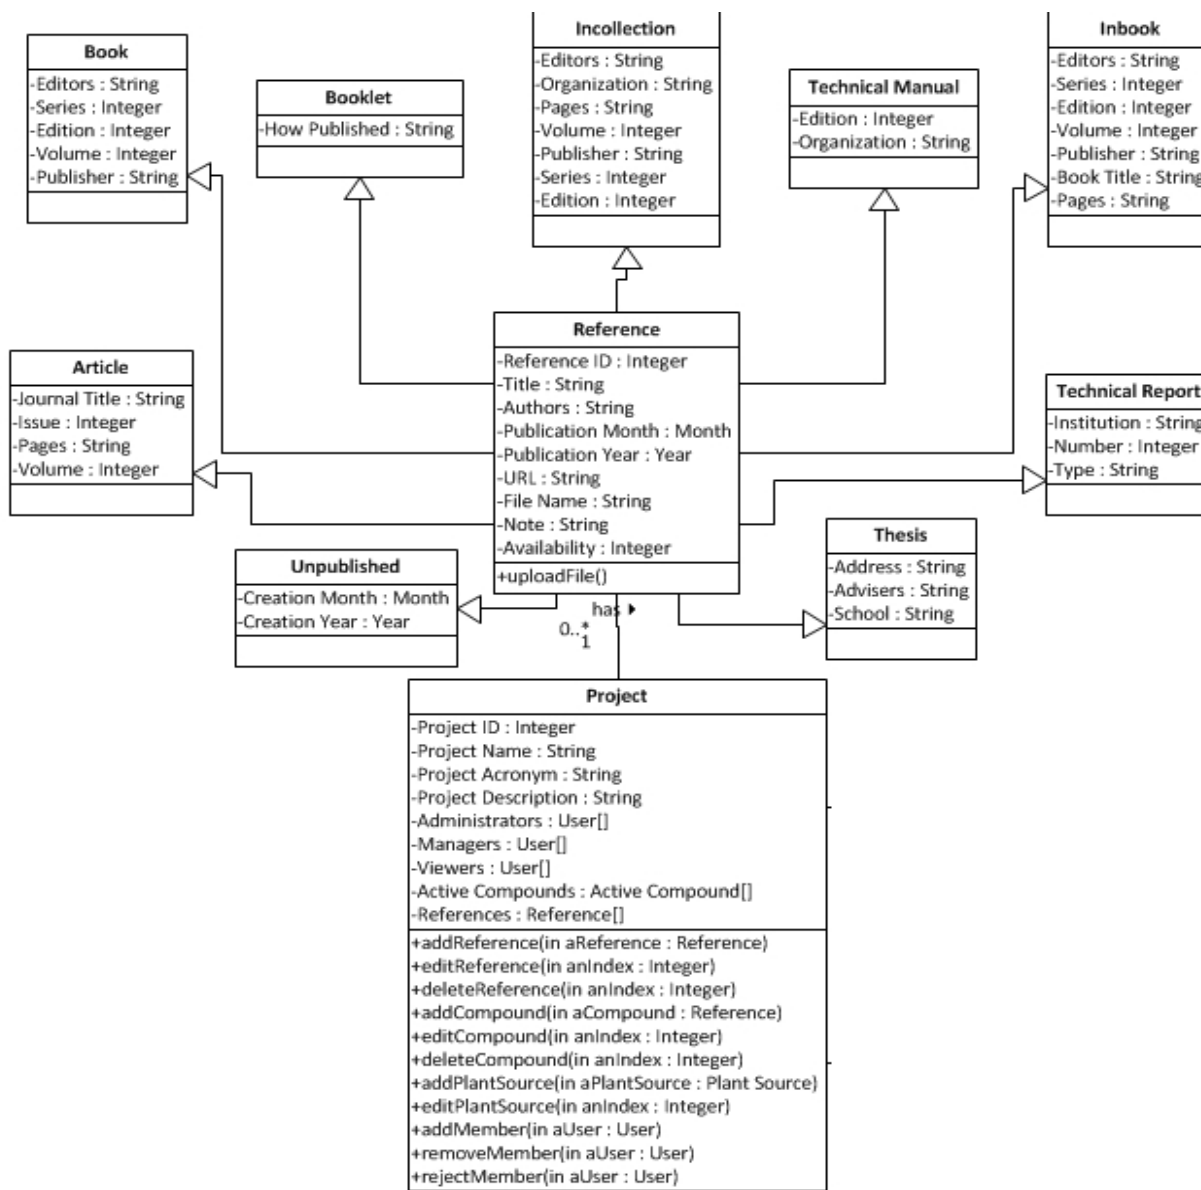 Book
-Editors : String
-Series : Integer
-Edition : Integer
-Volume : Integer
-Publisher : String
Booklet
-How Published : String
Incollection
-Editors : String
-Organization : String
-Pages : String
-Volume : Integer
-Publisher : String
-Series : Integer
-Edition : Integer
Technical Manual
-Edition : Integer
-Organization : String
Inbook
-Editors : String
-Series : Integer
-Edition : Integer
-Volume : Integer
-Publisher : String
-Book Title : String
-Pages : String
Article
-Journal Title : String
-Issue : Integer
-Pages : String
-Volume : Integer
Reference
-Reference ID : Integer
-Title : String
-Authors : String
-Publication Month : Month
-Publication Year : Year
-URL : String
-File Name : String
-Note : String
-Availability : Integer
+uploadFile()
Technical Report
-Institution : String
-Number : Integer
-Type : String
Unpublished
-Creation Month : Month
-Creation Year : Year
Thesis
-Address : String
-Advisers : String
-School : String
has
0..*
1
Project
-Project ID : Integer
-Project Name : String
-Project Acronym : String
-Project Description : String
-Administrators : User[]
-Managers : User[]
-Viewers : User[]
-Active Compounds : Active Compound[]
-References : Reference[]
+addReference(in aReference : Reference)
+editReference(in anIndex : Integer)
+deleteReference(in anIndex : Integer)
+addCompound(in aCompound : Reference)
+editCompound(in anIndex : Integer)
+deleteCompound(in anIndex : Integer)
+addPlantSource(in aPlantSource : Plant Source)
+editPlantSource(in anIndex : Integer)
+addMember(in aUser : User)
+removeMember(in aUser : User)
+rejectMember(in aUser : User)